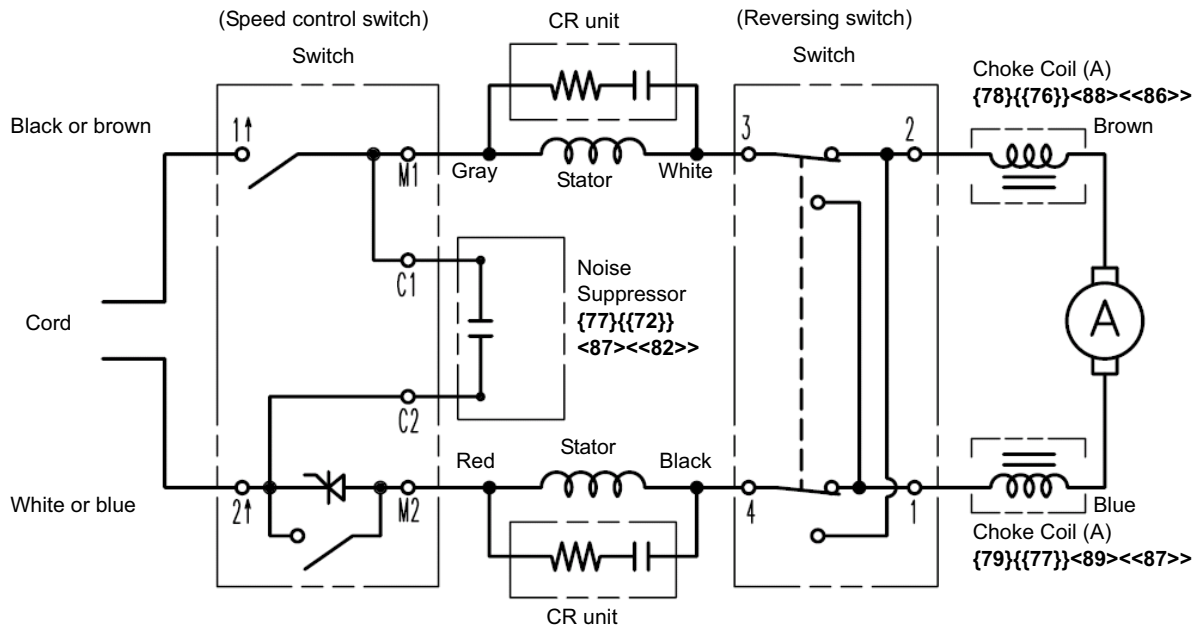 (Speed control switch)
Switch
CR unit
(Reversing switch)
Switch
Choke Coil (A)
{78}{{76}}<88><<86>>
Brown
Black or brown
1
M1
Gray
Stator
White
3
2
C1
Noise
Suppressor
{77}{{72}}
<87><<82>>
A
Cord
C2
Red
Stator
Black
White or blue
2
M2
4
1
Blue
Choke Coil (A)
{79}{{77}}<89><<87>>
CR unit